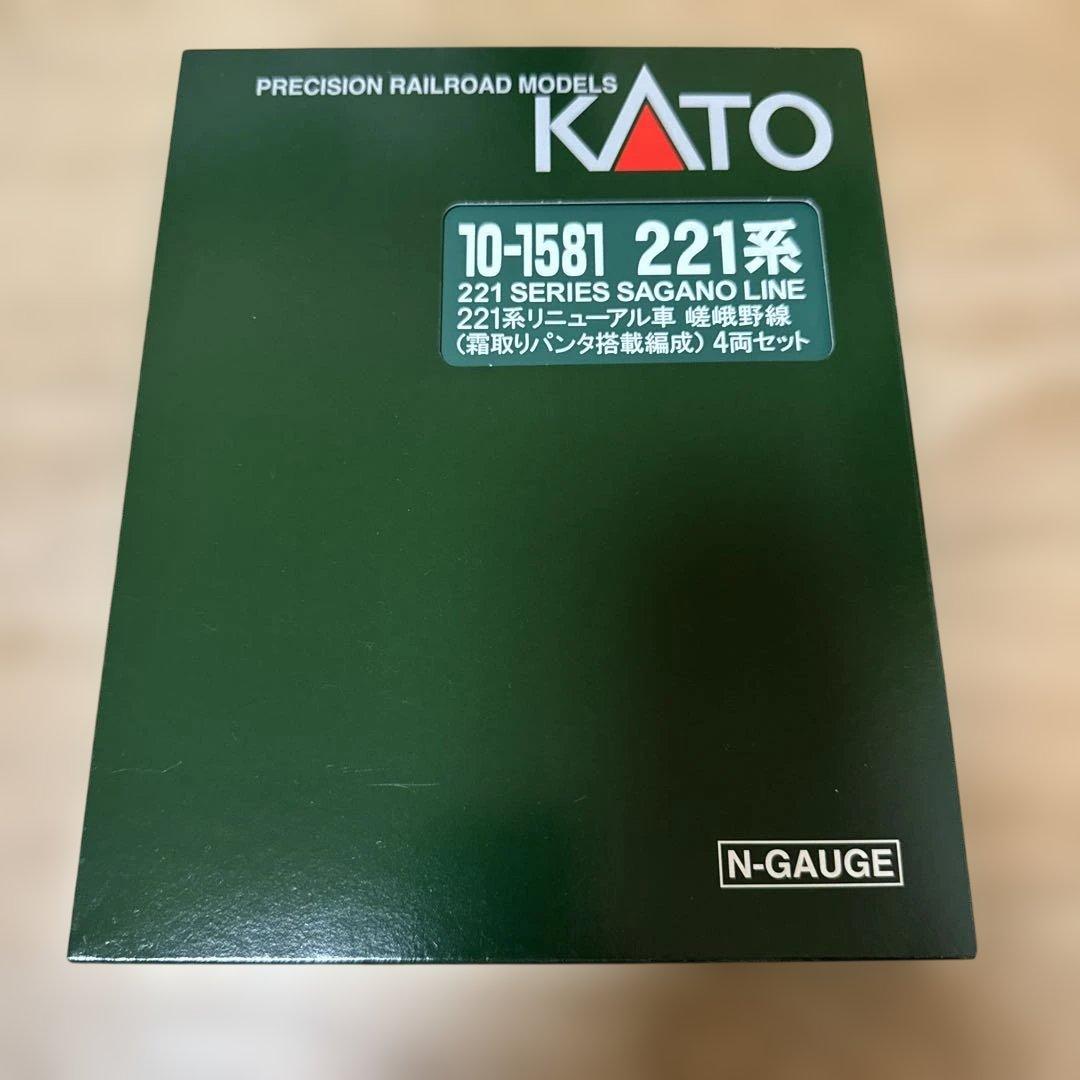 PRECISION RAILROAD MODELS
KATO
10-1581 221系
221 SERIES SAGANO LINE
221系リニューアル車 嵯峨野線
（霜取りパンタ搭載編成）4両セット
N-GAUGE